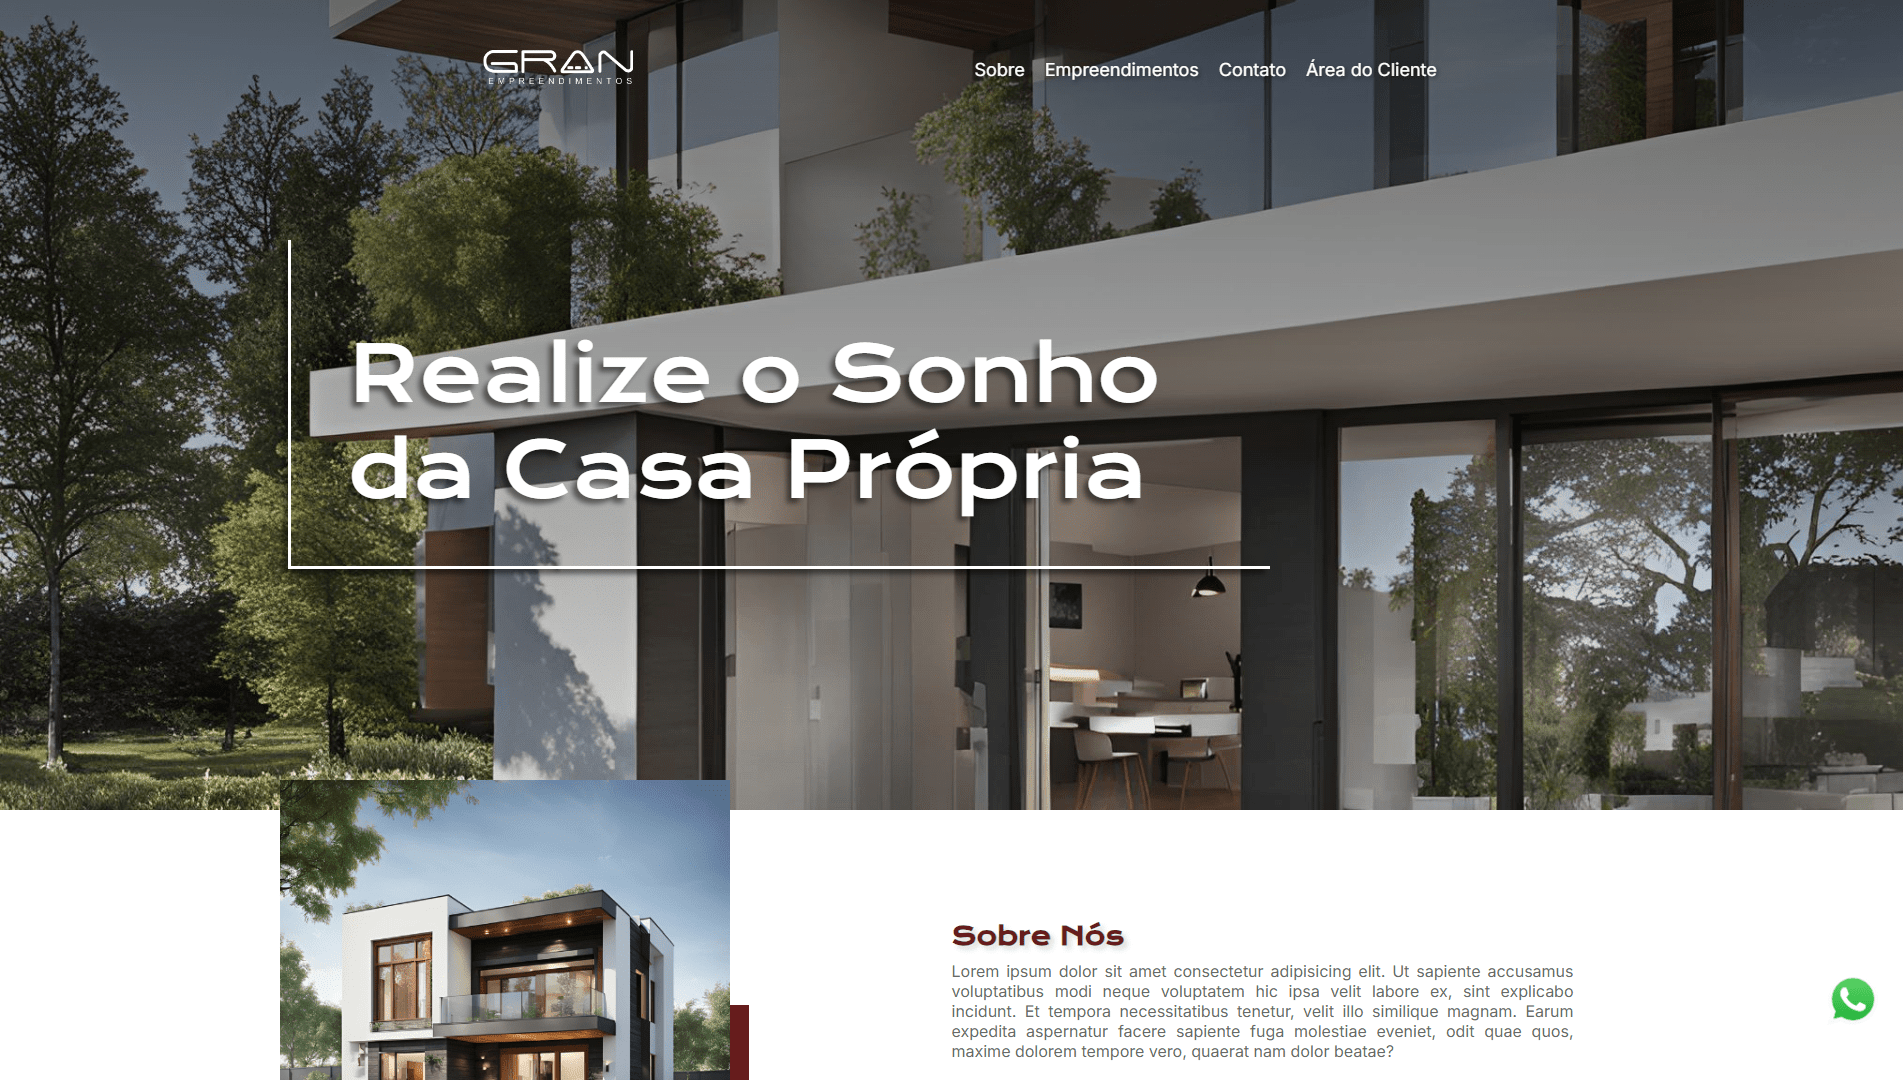 GRAN
EMPREENDIMENTOS
Sobre Empreendimentos Contato Área do Cliente
Realize o Sonho
da Casa Própria
Sobre Nós
Lorem ipsum dolor sit amet consectetur adipisicing elit. Ut sapiente accusamus
voluptatibus modi neque voluptatem hic ipsa velit labore ex, sint explicabo
incidunt. Et tempora necessitatibus tenetur, velit illo similique magnam. Earum
expedita aspernatur facere sapiente fuga molestiae eveniet, odit quae quos,
maxime dolorem tempore vero, quaerat nam dolor beatae?